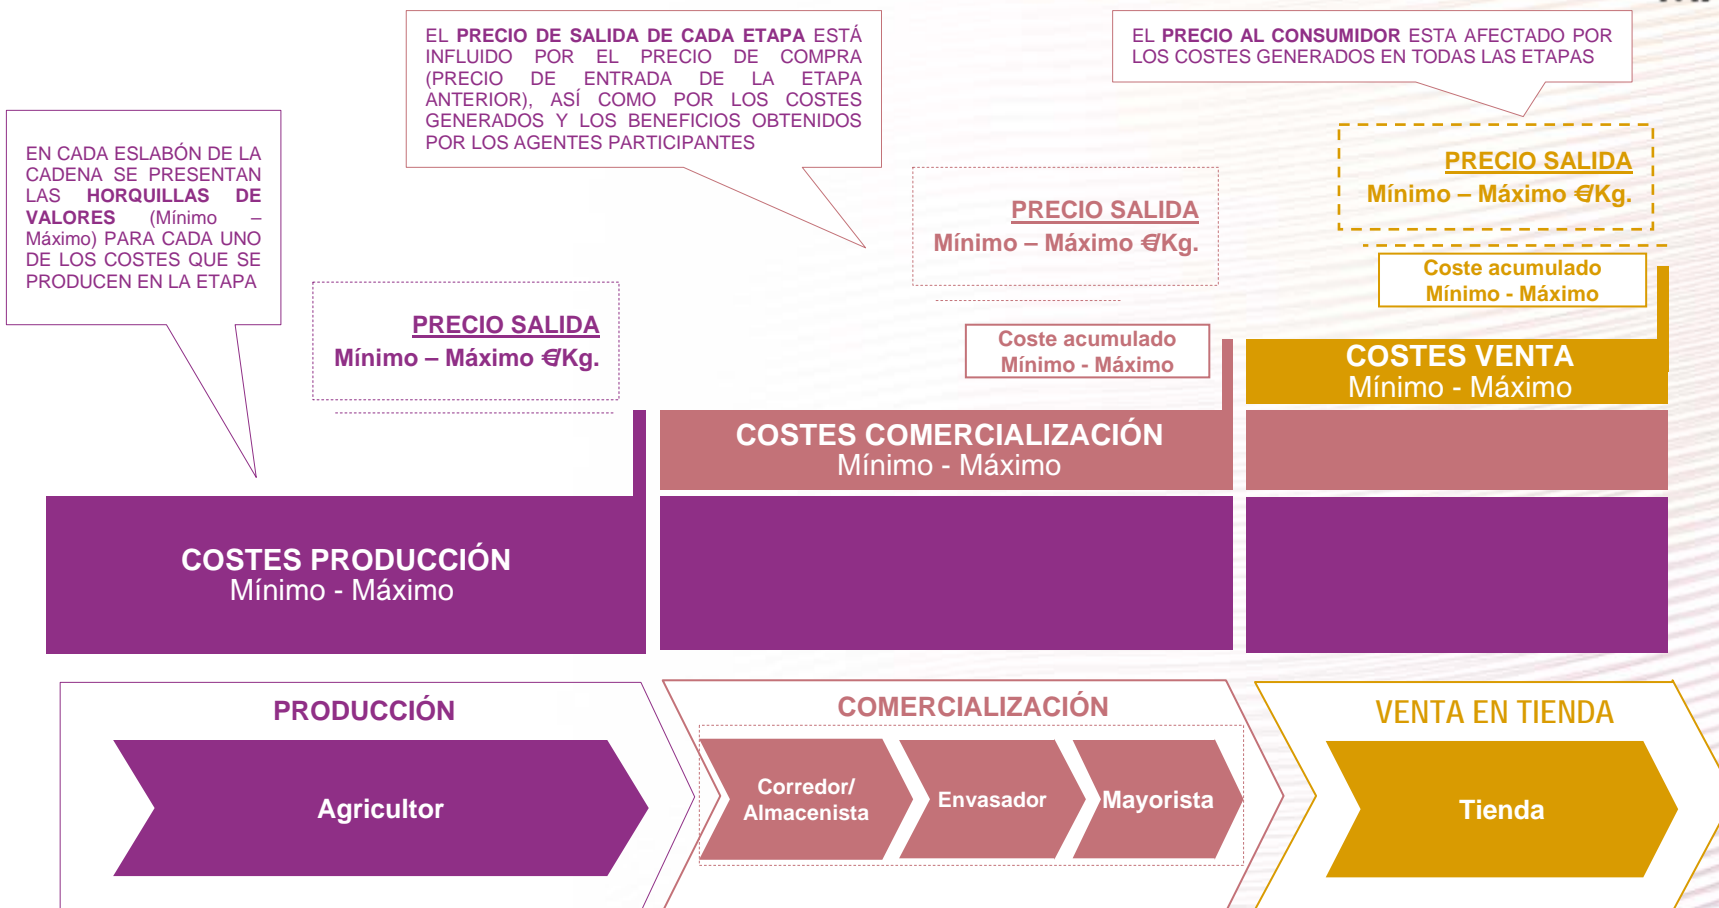 EL PRECIO DE SALIDA DE CADA ETAPA ESTÁ
INFLUIDO POR EL PRECIO DE COMPRA
(PRECIO DE ENTRADA DE LA ETAPA
ANTERIOR), ASÍ COMO POR LOS COSTES
GENERADOS Y LOS BENEFICIOS OBTENIDOS
POR LOS AGENTES PARTICIPANTES
EL PRECIO AL CONSUMIDOR ESTA AFECTADO POR
LOS COSTES GENERADOS EN TODAS LAS ETAPAS
EN CADA ESLABÓN DE LA
CADENA SE PRESENTAN
LAS HORQUILLAS DE
VALORES (Mínimo –
Máximo) PARA CADA UNO
DE LOS COSTES QUE SE
PRODUCEN EN LA ETAPA
PRECIO SALIDA
Mínimo – Máximo €/Kg.
PRECIO SALIDA
Mínimo – Máximo €/Kg.
PRECIO SALIDA
Mínimo – Máximo €/Kg.
Coste acumulado
Mínimo - Máximo
Coste acumulado
Mínimo - Máximo
COSTES VENTA
Mínimo - Máximo
COSTES COMERCIALIZACIÓN
Mínimo - Máximo
COSTES PRODUCCIÓN
Mínimo - Máximo
PRODUCCIÓN
Agricultor
COMERCIALIZACIÓN
Corredor/
Almacenista
Envasador
Mayorista
VENTA EN TIENDA
Tienda